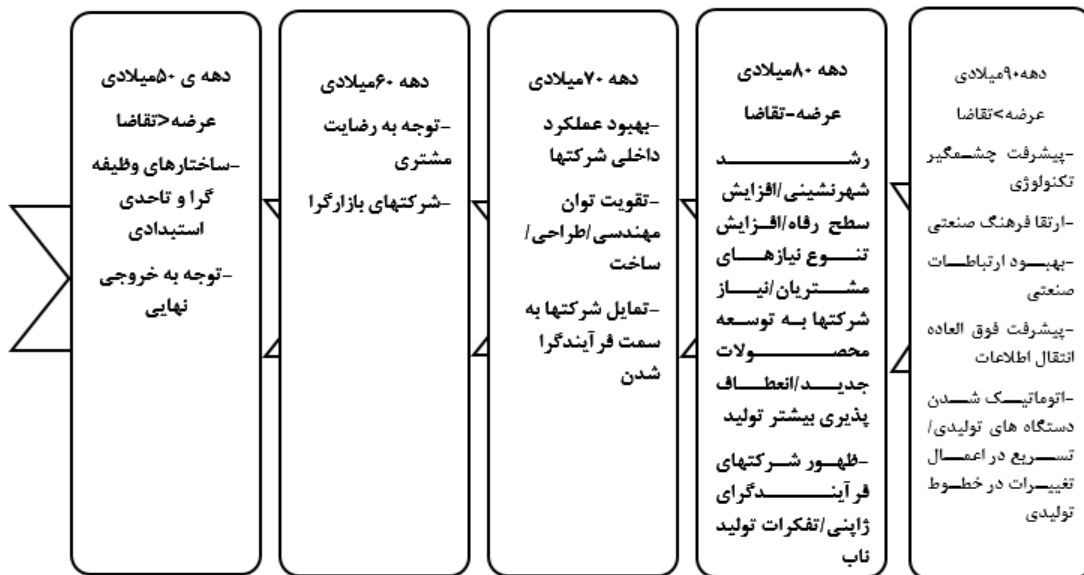 دهه۹۰میلادی
عرضه>تقاضا
-پیشرفت چشمگیر
تکنولوژی
-ارتقا فرهنگ صنعتی
-بهبود ارتباطات
صنعتی
-پیشرفت فوق العاده
انتقال اطلاعات
-اتوماتیک شدن
دستگاه های تولیدی/
تسریع در اعمال
تغییرات در خطوط
تولیدی
دهه ۸۰میلادی
عرضه-تقاضا
رشد
شهرنشینی/افزایش
سطح رفاه/افزایش
تنوع نیازهای
مشتریان/نیاز
شرکتها به توسعه
محصولات
جدید/انعطاف
پذیری بیشتر تولید
-ظهور شرکتهای
فرآیندگرای
ژاپنی/تفکرات تولید
ناب
دهه ۷۰میلادی
-بهبود عملکرد
داخلی شرکتها
-تقویت توان
مهندسی/طراحی/
ساخت
-تمایل شرکتها به
سمت فرآیندگرا
شدن
دهه ۶۰میلادی
-توجه به رضایت
مشتری
-شرکتهای بازارگرا
دهه ی ۵۰میلادی
عرضه<تقاضا
-ساختارهای وظیفه
گرا و تاحدی
استبدادی
-توجه به خروجی
نهایی